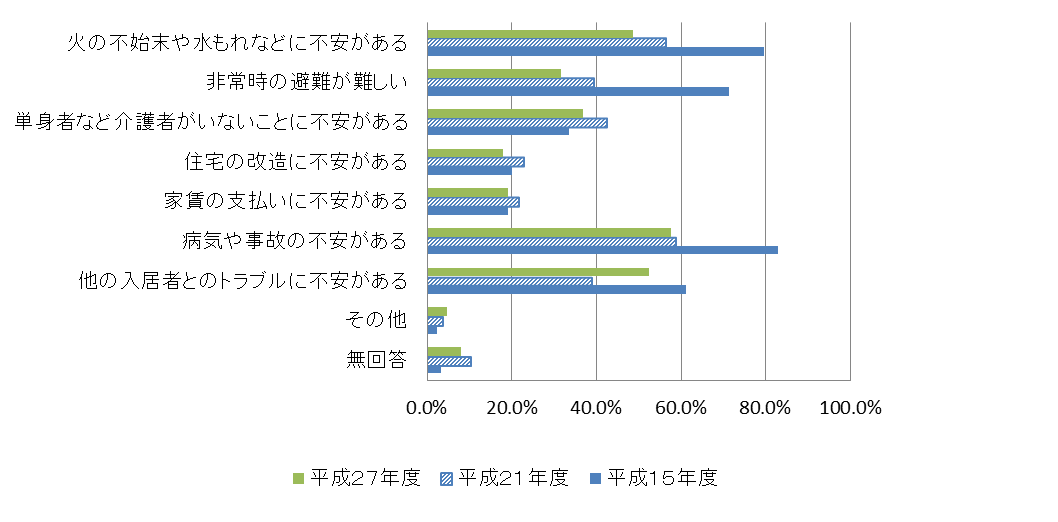 火の不始末や水もれなどに不安がある
非常時の避難が難しい
単身者など介護者がいないことに不安がある
住宅の改造に不安がある
家賃の支払いに不安がある
病気や事故の不安がある
他の入居者とのトラブルに不安がある
その他
無回答
0.0% 20.0% 40.0% 60.0% 80.0% 100.0%
平成27年度 平成21年度 平成15年度